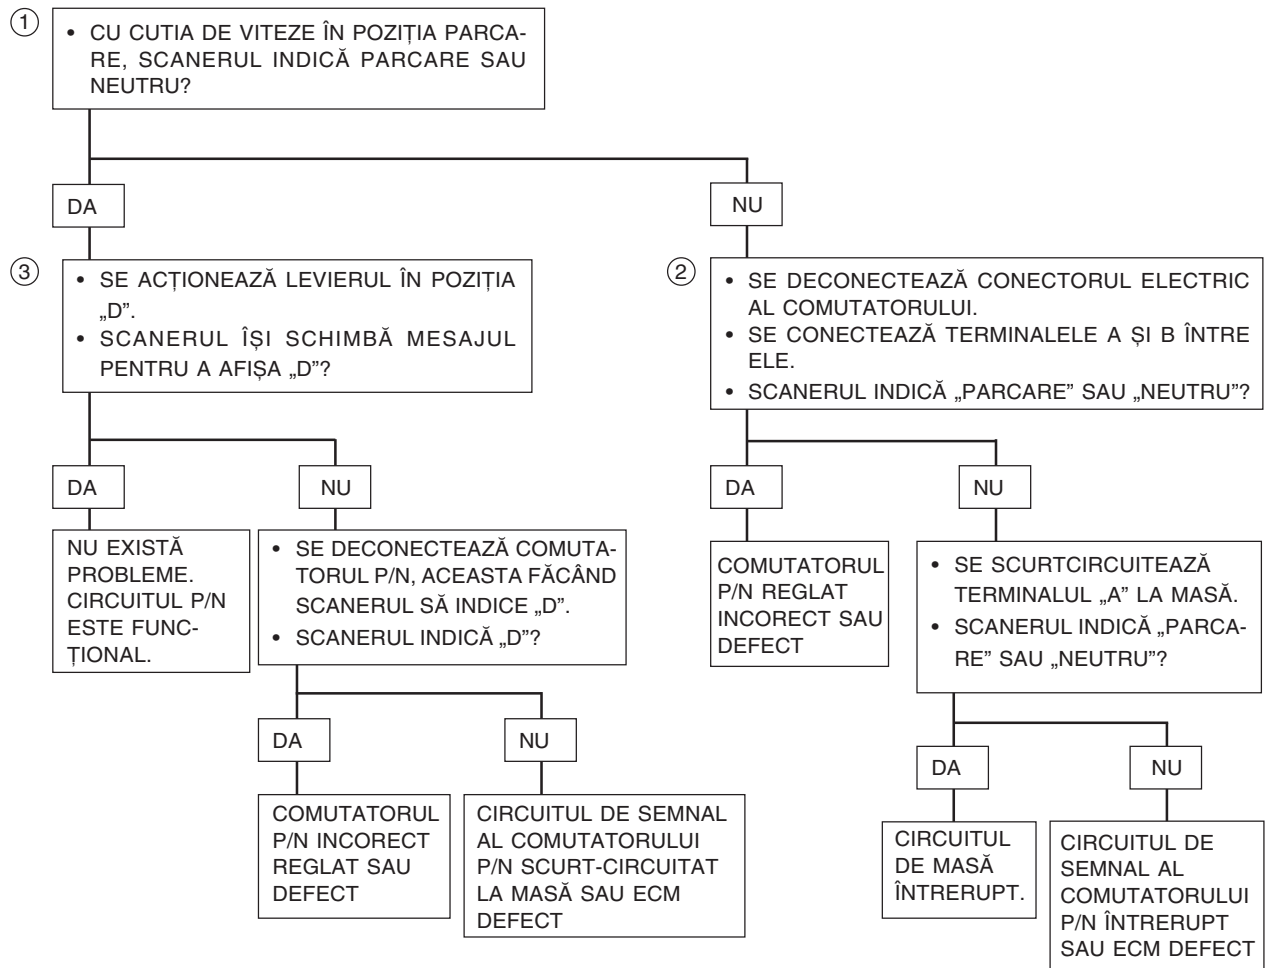 1
• CU CUTIA DE VITEZE ÎN POZIȚIA PARCA-
RE, SCANERUL INDICĂ PARCARE SAU
NEUTRU?
DA
NU
3
• SE ACȚIONEAZĂ LEVIERUL ÎN POZIȚIA
„D”.
• SCANERUL ÎȘI SCHIMBĂ MESAJUL
PENTRU A AFIȘA „D”?
2
• SE DECONECTEAZĂ CONECTORUL ELECTRIC
AL COMUTATORULUI.
• SE CONECTEAZĂ TERMINALELE A ȘI B ÎNTRE
ELE.
• SCANERUL INDICĂ „PARCARE” SAU „NEUTRU”?
DA
NU
DA
NU
NU EXISTĂ
PROBLEME.
CIRCUITUL P/N
ESTE FUNC-
ȚIONAL.
• SE DECONECTEAZĂ COMUTA-
TORUL P/N, ACEASTA FĂCÂND
SCANERUL SĂ INDICE „D”.
• SCANERUL INDICĂ „D”?
COMUTATORUL
P/N REGLAT
INCORECT SAU
DEFECT
• SE SCURTCIRCUITEAZĂ
TERMINALUL „A” LA MASĂ.
• SCANERUL INDICĂ „PARCA-
RE” SAU „NEUTRU”?
DA
NU
DA
NU
COMUTATORUL
P/N INCORECT
REGLAT SAU
DEFECT
CIRCUITUL DE SEMNAL
AL COMUTATORULUI
P/N SCURT-CIRCUITAT
LA MASĂ SAU ECM
DEFECT
CIRCUITUL
DE MASĂ
ÎNTRERUPT.
CIRCUITUL DE
SEMNAL AL
COMUTATORULUI
P/N ÎNTRERUPT
SAU ECM DEFECT